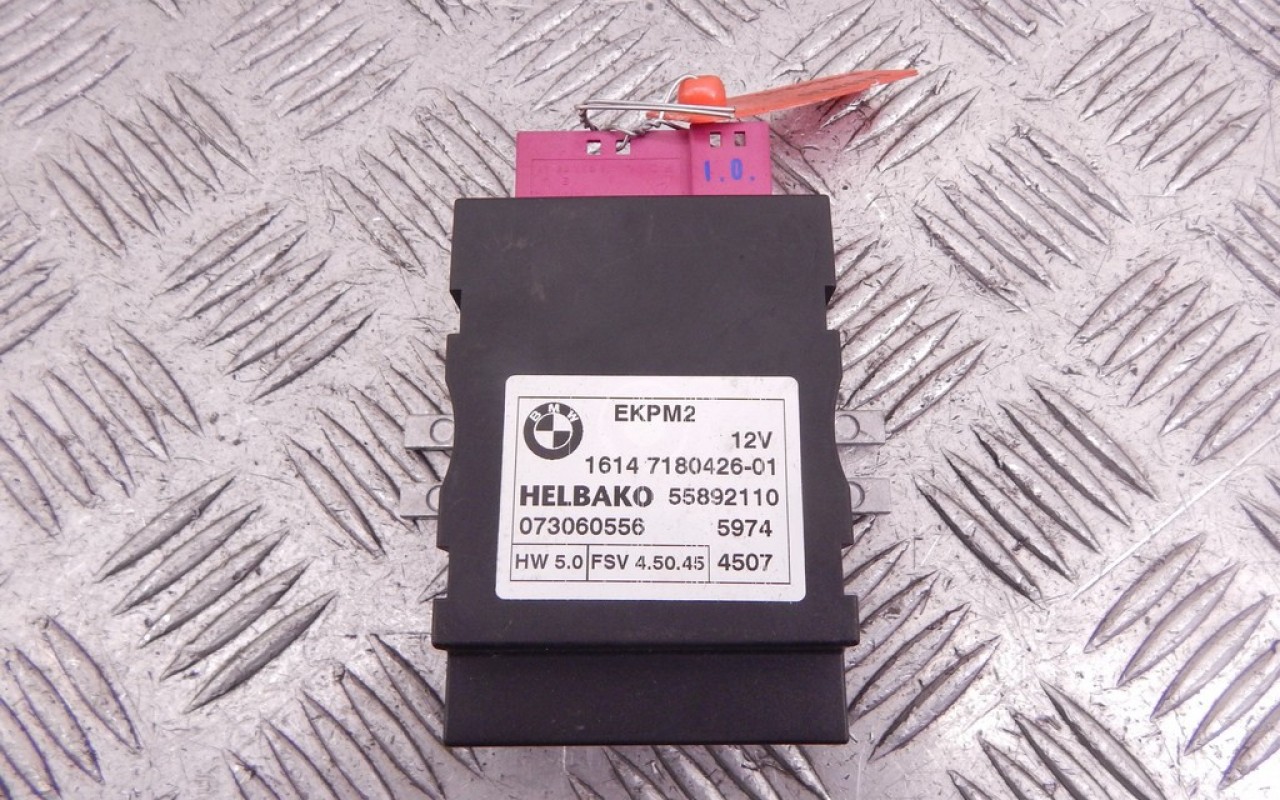 1.0.
BMW
EKPM2
12V
1614 7180426-01
HELBAKO 55892110
073060556 5974
HW 5.0 FSV 4.50.45 4507